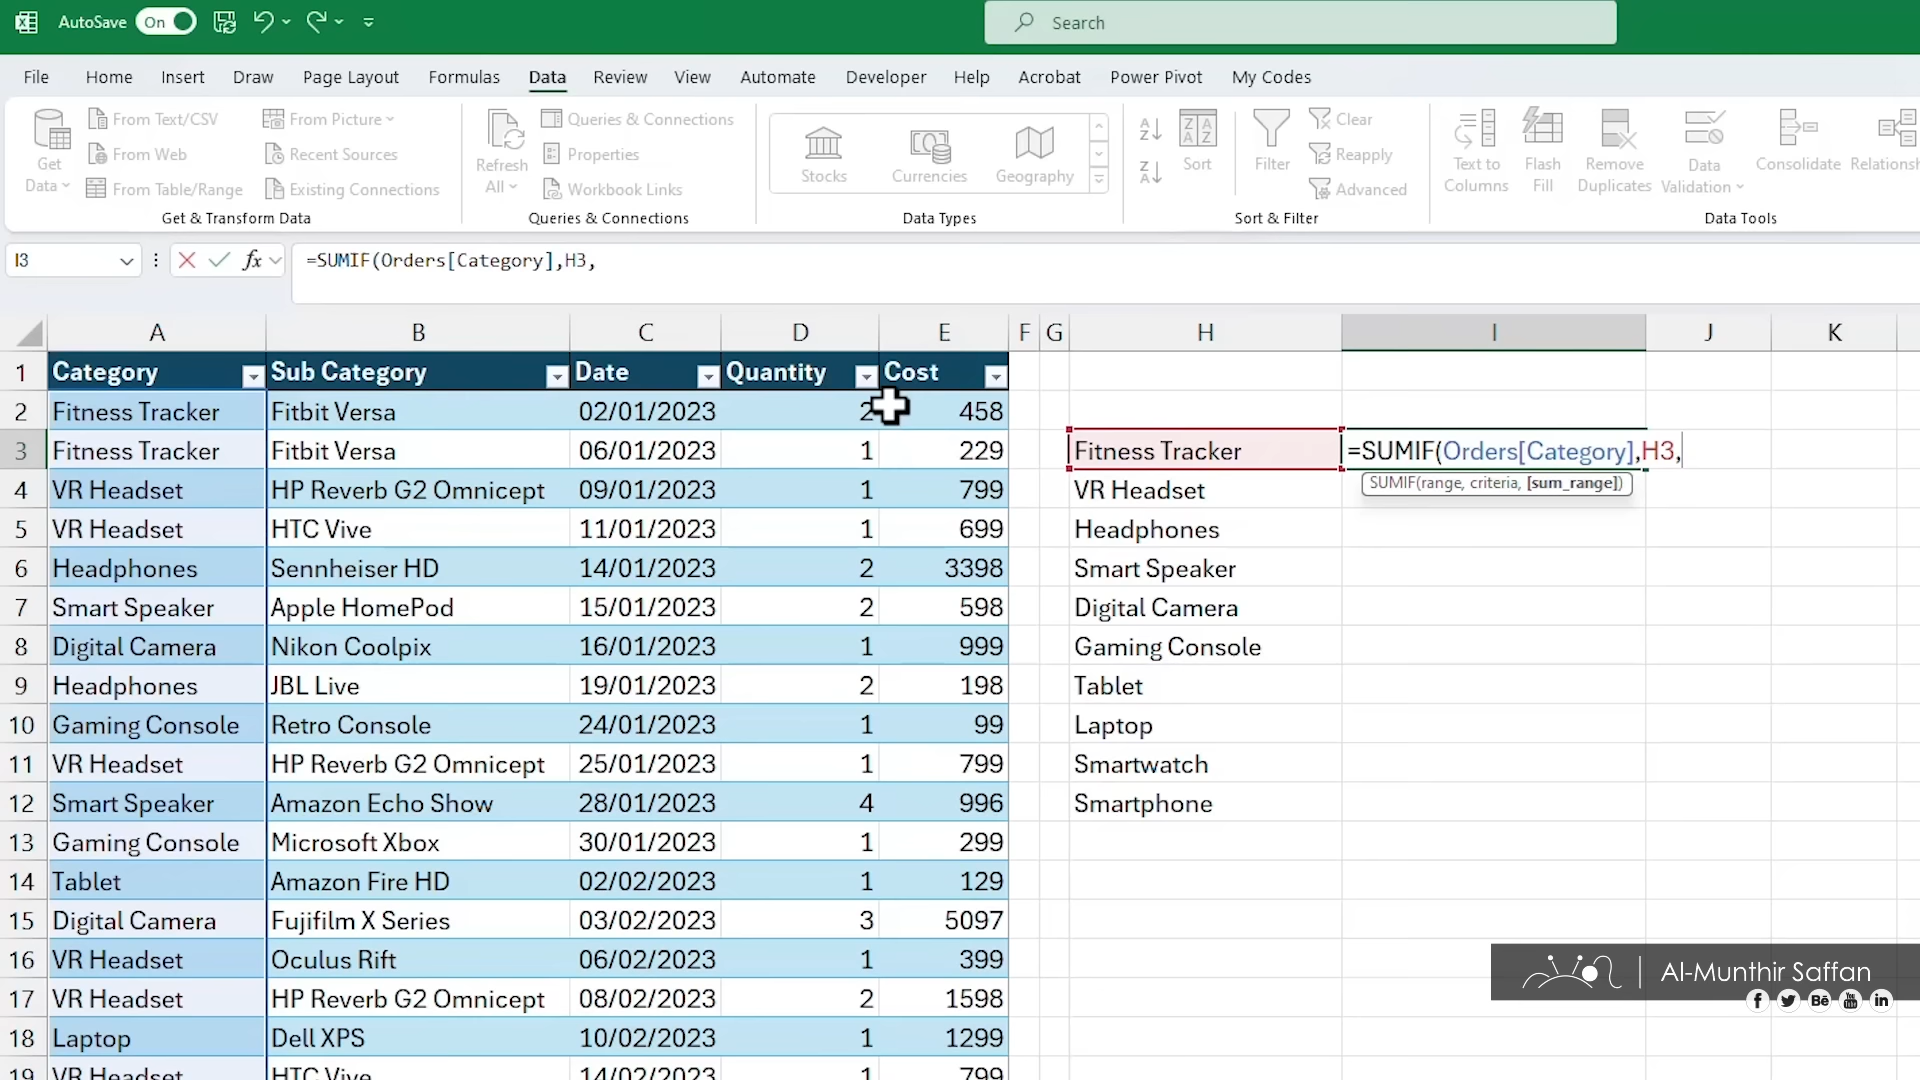 AutoSave On Search
File Home Insert Draw Page Layout Formulas Data Review View Automate Developer Help Acrobat Power Pivot My Codes
Get Data
From Text/CSV
From Web
From Table/Range
From Picture
Recent Sources
Existing Connections
Get & Transform Data
Refresh All
Queries & Connections
Properties
Workbook Links
Queries & Connections
Stocks Currencies Geography
Data Types
Sort
Filter
Clear
Reapply
Advanced
Sort & Filter
Text to Columns
Flash Fill
Remove Duplicates
Data Validation
Consolidate
Data Tools
I3 fx =SUMIF(Orders[Category],H3,
A B C D E F G H I J K
1 Category Sub Category Date Quantity Cost
2 Fitness Tracker Fitbit Versa 02/01/2023 2 458
3 Fitness Tracker Fitbit Versa 06/01/2023 1 229 Fitness Tracker =SUMIF(Orders[Category],H3,
SUMIF(range, criteria, [sum_range])
4 VR Headset HP Reverb G2 Omnicept 09/01/2023 1 799 VR Headset
5 VR Headset HTC Vive 11/01/2023 1 699 Headphones
6 Headphones Sennheiser HD 14/01/2023 2 3398 Smart Speaker
7 Smart Speaker Apple HomePod 15/01/2023 2 598 Digital Camera
8 Digital Camera Nikon Coolpix 16/01/2023 1 999 Gaming Console
9 Headphones JBL Live 19/01/2023 2 198 Tablet
10 Gaming Console Retro Console 24/01/2023 1 99 Laptop
11 VR Headset HP Reverb G2 Omnicept 25/01/2023 1 799 Smartwatch
12 Smart Speaker Amazon Echo Show 28/01/2023 4 996 Smartphone
13 Gaming Console Microsoft Xbox 30/01/2023 1 299
14 Tablet Amazon Fire HD 02/02/2023 1 129
15 Digital Camera Fujifilm X Series 03/02/2023 3 5097
16 VR Headset Oculus Rift 06/02/2023 1 399
17 VR Headset HP Reverb G2 Omnicept 08/02/2023 2 1598
18 Laptop Dell XPS 10/02/2023 1 1299
19 VR Headset HTC Vive 14/02/2023 1 799
Al-Munthir Saffan